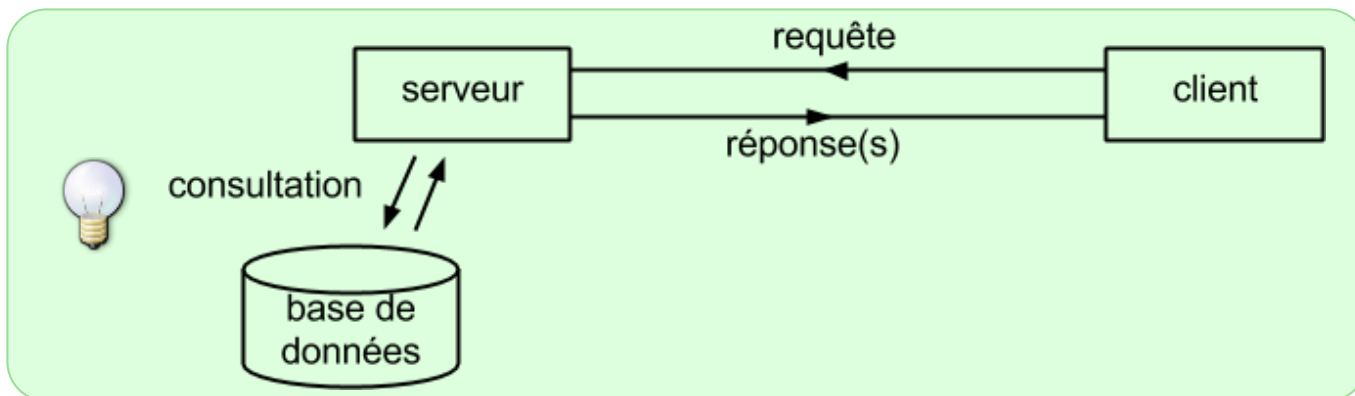 requête
serveur
client
réponse(s)
consultation
base de
données